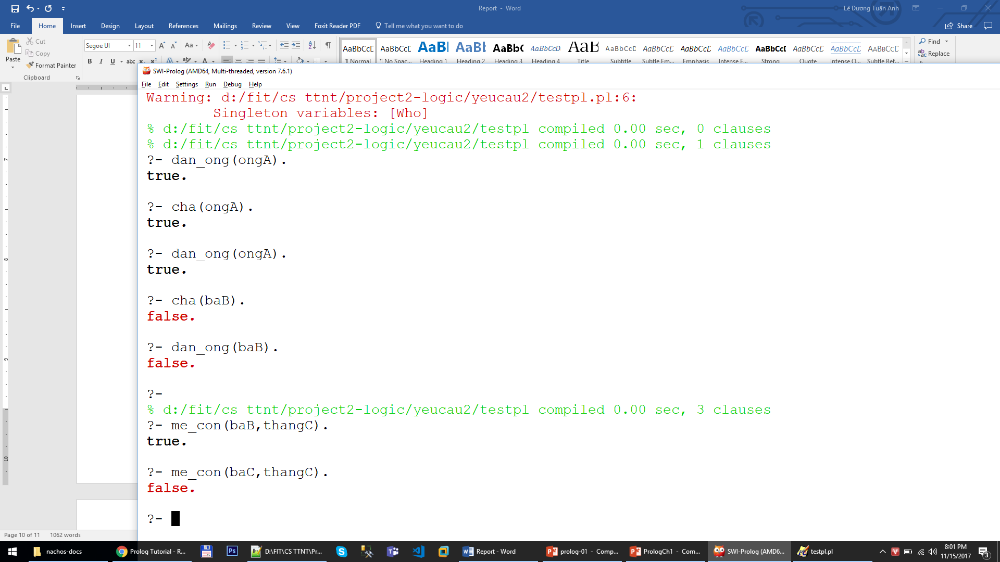 Report - Word
Lê Dương Tuấn Anh
File Home Insert Design Layout References Mailings Review View Foxit Reader PDF Tell me what you want to do Share
Paste
Cut
Copy
Format Painter
Clipboard
Segoe UI 11
B I U abc
AaBbCcD AaBbCcD AaBb( AaBb( AaBb( AaBbCcD AaB AaBbCcD AaBbCcD AaBbCcD AaBbCcD AaBbCcD AaBbCcD AaBbCcD AaBbCcD
¶ Normal ¶ No Spac... Heading 1 Heading 2 Heading 3 Heading 4 Title Subtitle Subtle Em... Emphasis Intense E... Strong Quote Intense Q... Subtle Ref...
Find
Replace
SWI-Prolog (AMD64, Multi-threaded, version 7.6.1)
File Edit Settings Run Debug Help
Warning: d:/fit/cs ttnt/project2-logic/yeucau2/testpl.pl:6:
Singleton variables: [Who]
% d:/fit/cs ttnt/project2-logic/yeucau2/testpl compiled 0.00 sec, 0 clauses
% d:/fit/cs ttnt/project2-logic/yeucau2/testpl compiled 0.00 sec, 1 clauses
?- dan_ong(ongA).
true.
?- cha(ongA).
true.
?- dan_ong(ongA).
true.
?- cha(baB).
false.
?- dan_ong(baB).
false.
?-
% d:/fit/cs ttnt/project2-logic/yeucau2/testpl compiled 0.00 sec, 3 clauses
?- me_con(baB,thangC).
true.
?- me_con(baC,thangC).
false.
?-
7
8
9
10
Page 10 of 11 1062 words
nachos-docs
Prolog Tutorial - R...
D:\FIT\CS TTNT\Pr...
Report - Word
prolog-01 - Comp...
PrologCh1 - Com...
SWI-Prolog (AMD6...
testpl.pl
8:01 PM
11/15/2017
3